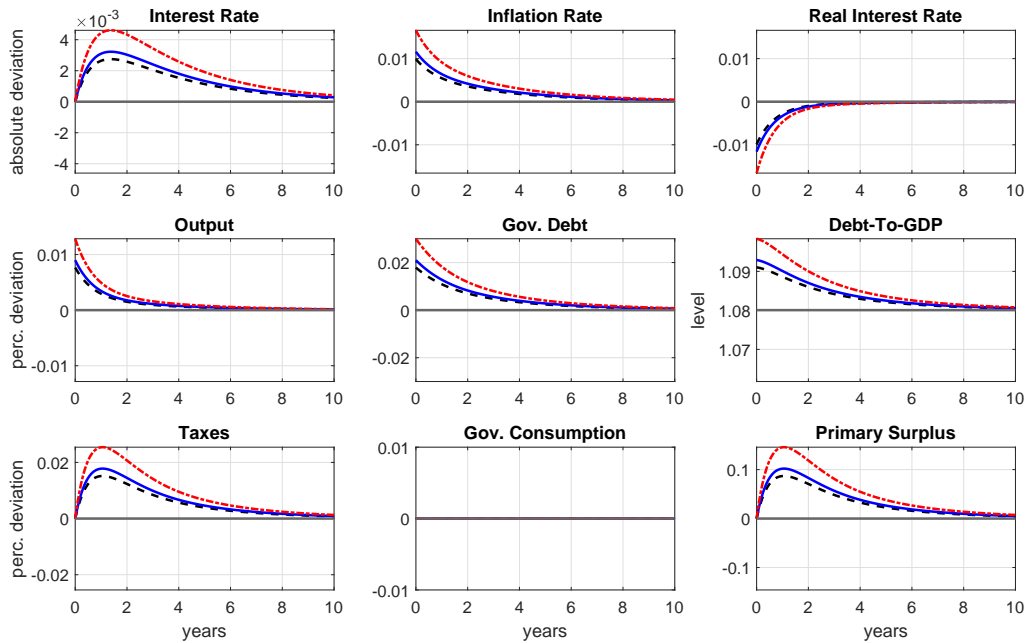 Interest Rate
×10⁻³
4
2
0
-2
-4
absolute deviation
0 2 4 6 8 10
Inflation Rate
0.01
0
-0.01
0 2 4 6 8 10
Real Interest Rate
0.01
0
-0.01
0 2 4 6 8 10
Output
0.01
0
-0.01
perc. deviation
0 2 4 6 8 10
Gov. Debt
0.02
0
-0.02
0 2 4 6 8 10
Debt-To-GDP
1.09
1.08
1.07
level
0 2 4 6 8 10
Taxes
0.02
0
-0.02
perc. deviation
0 2 4 6 8 10
years
Gov. Consumption
0.01
0
-0.01
0 2 4 6 8 10
years
Primary Surplus
0.1
0
-0.1
0 2 4 6 8 10
years